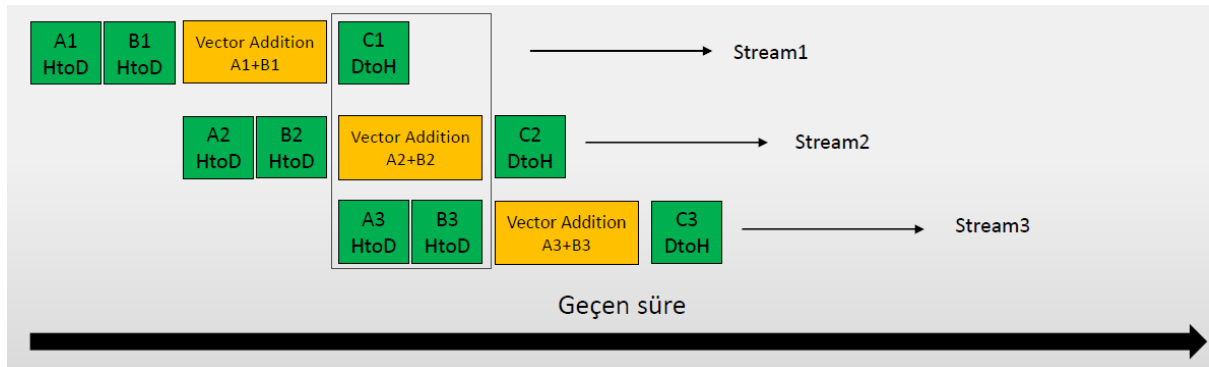 A1
HtoD
B1
HtoD
Vector Addition
A1+B1
C1
DtoH
Stream1
A2
HtoD
B2
HtoD
Vector Addition
A2+B2
C2
DtoH
Stream2
A3
HtoD
B3
HtoD
Vector Addition
A3+B3
C3
DtoH
Stream3
Geçen süre